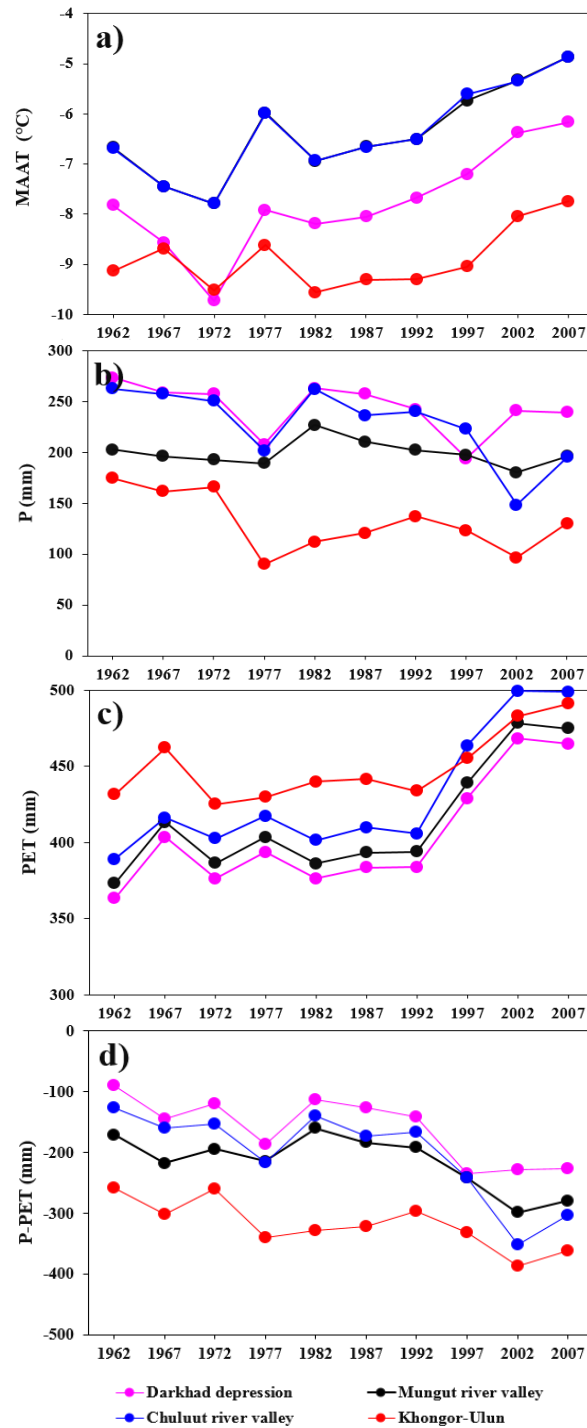 a)
MAAT (°C)
-4
-5
-6
-7
-8
-9
-10
1962 1967 1972 1977 1982 1987 1992 1997 2002 2007
b)
P (mm)
300
250
200
150
100
50
0
1962 1967 1972 1977 1982 1987 1992 1997 2002 2007
c)
PET (mm)
500
450
400
350
300
1962 1967 1972 1977 1982 1987 1992 1997 2002 2007
d)
P-PET (mm)
0
-100
-200
-300
-400
-500
1962 1967 1972 1977 1982 1987 1992 1997 2002 2007
Darkhad depression Mungut river valley
Chuluut river valley Khongor-Ulun